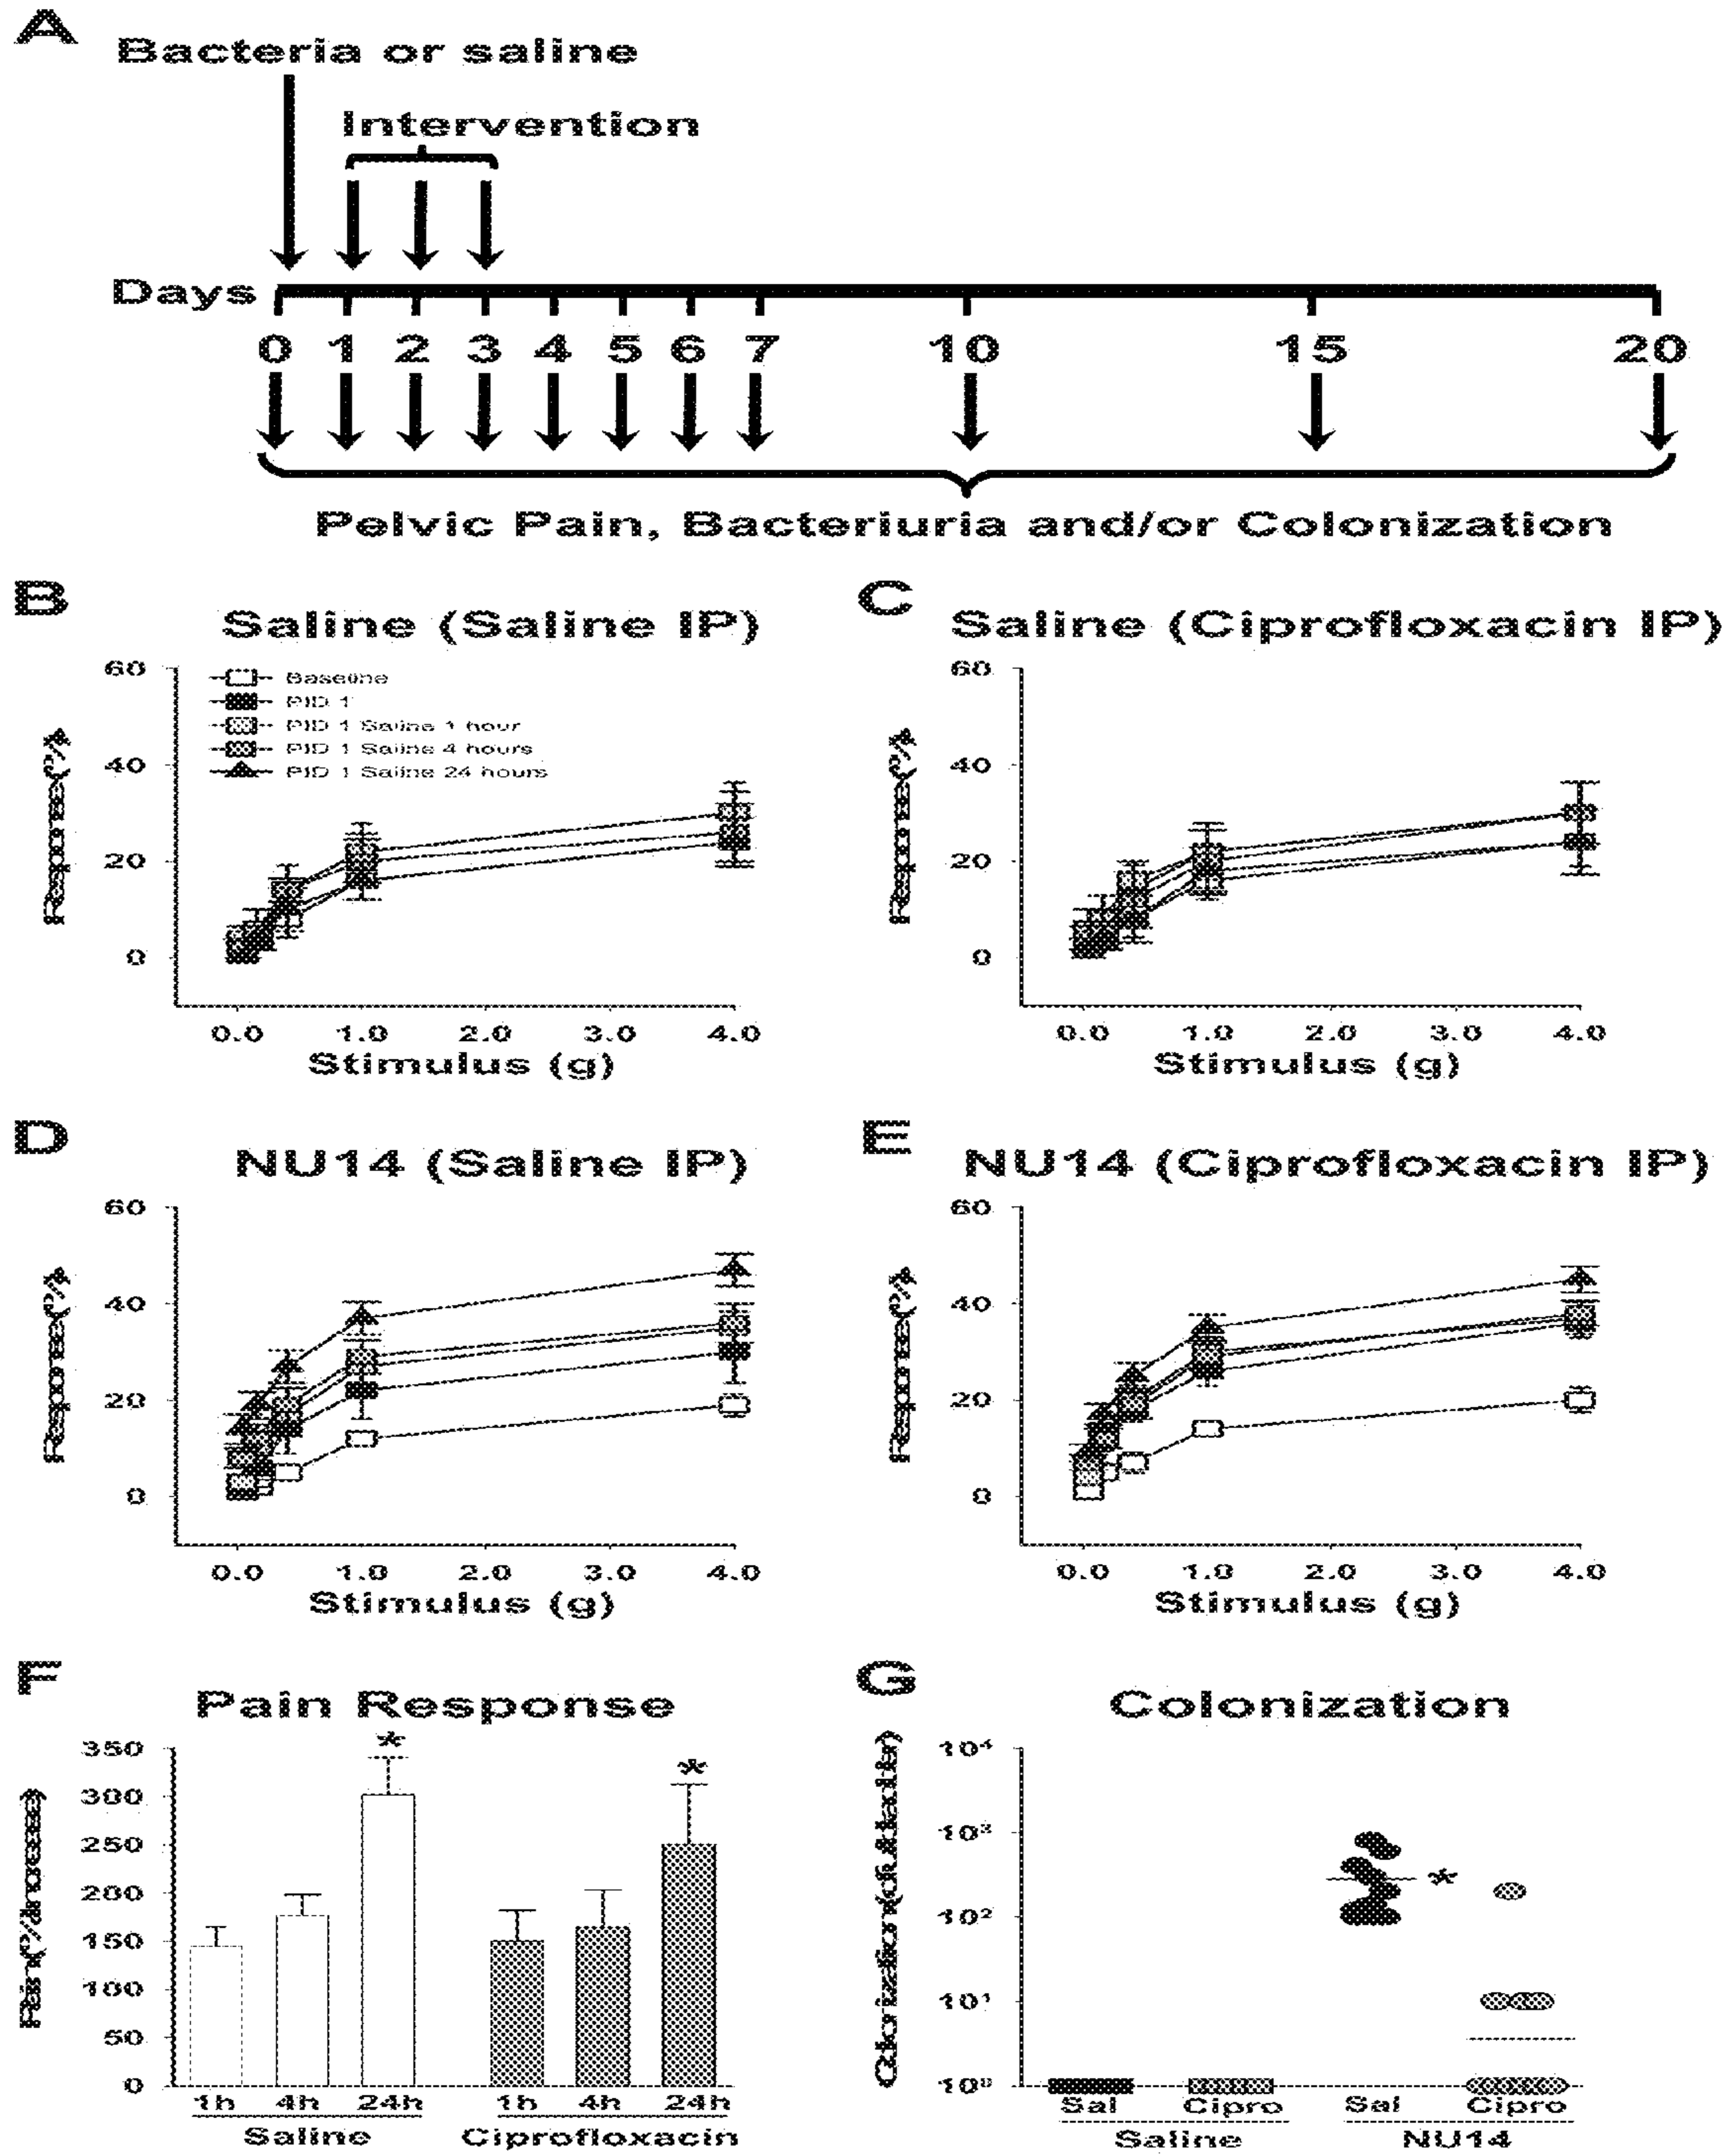 A
Bacteria or saline
Intervention
Days
0 1 2 3 4 5 6 7 10 15 20
Pelvic Pain, Bacteriuria and/or Colonization
B
Saline (Saline IP)
60
40
20
0
Baseline
PID 1
PID 1 Saline 1 hour
PID 1 Saline 4 hours
PID 1 Saline 24 hours
0.0 1.0 2.0 3.0 4.0
Stimulus (g)
C
Saline (Ciprofloxacin IP)
60
40
20
0
0.0 1.0 2.0 3.0 4.0
Stimulus (g)
D
NU14 (Saline IP)
60
40
20
0
0.0 1.0 2.0 3.0 4.0
Stimulus (g)
E
NU14 (Ciprofloxacin IP)
60
40
20
0
0.0 1.0 2.0 3.0 4.0
Stimulus (g)
F
Pain Response
350
300
250
200
150
100
50
0
*
*
1h 4h 24h 1h 4h 24h
Saline Ciprofloxacin
G
Colonization
10⁴
10³
10²
10¹
10⁰
*
Sal Cipro Sal Cipro
Saline NU14